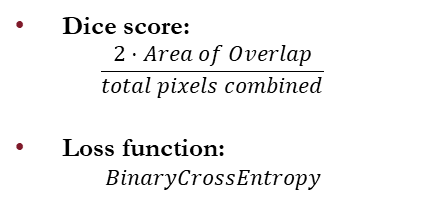 • Dice score:
2 · Area of Overlap
total pixels combined
• Loss function:
BinaryCrossEntropy